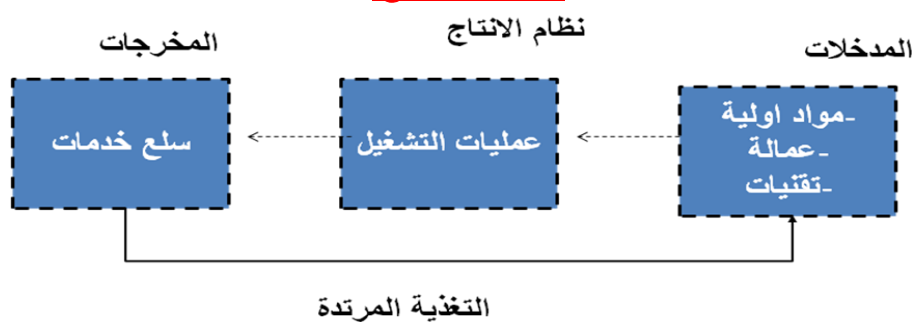 نظام الانتاج
المدخلات
المخرجات
-مواد اولية
-عمالة
-تقنيات
عمليات التشغيل
سلع خدمات
التغذية المرتدة